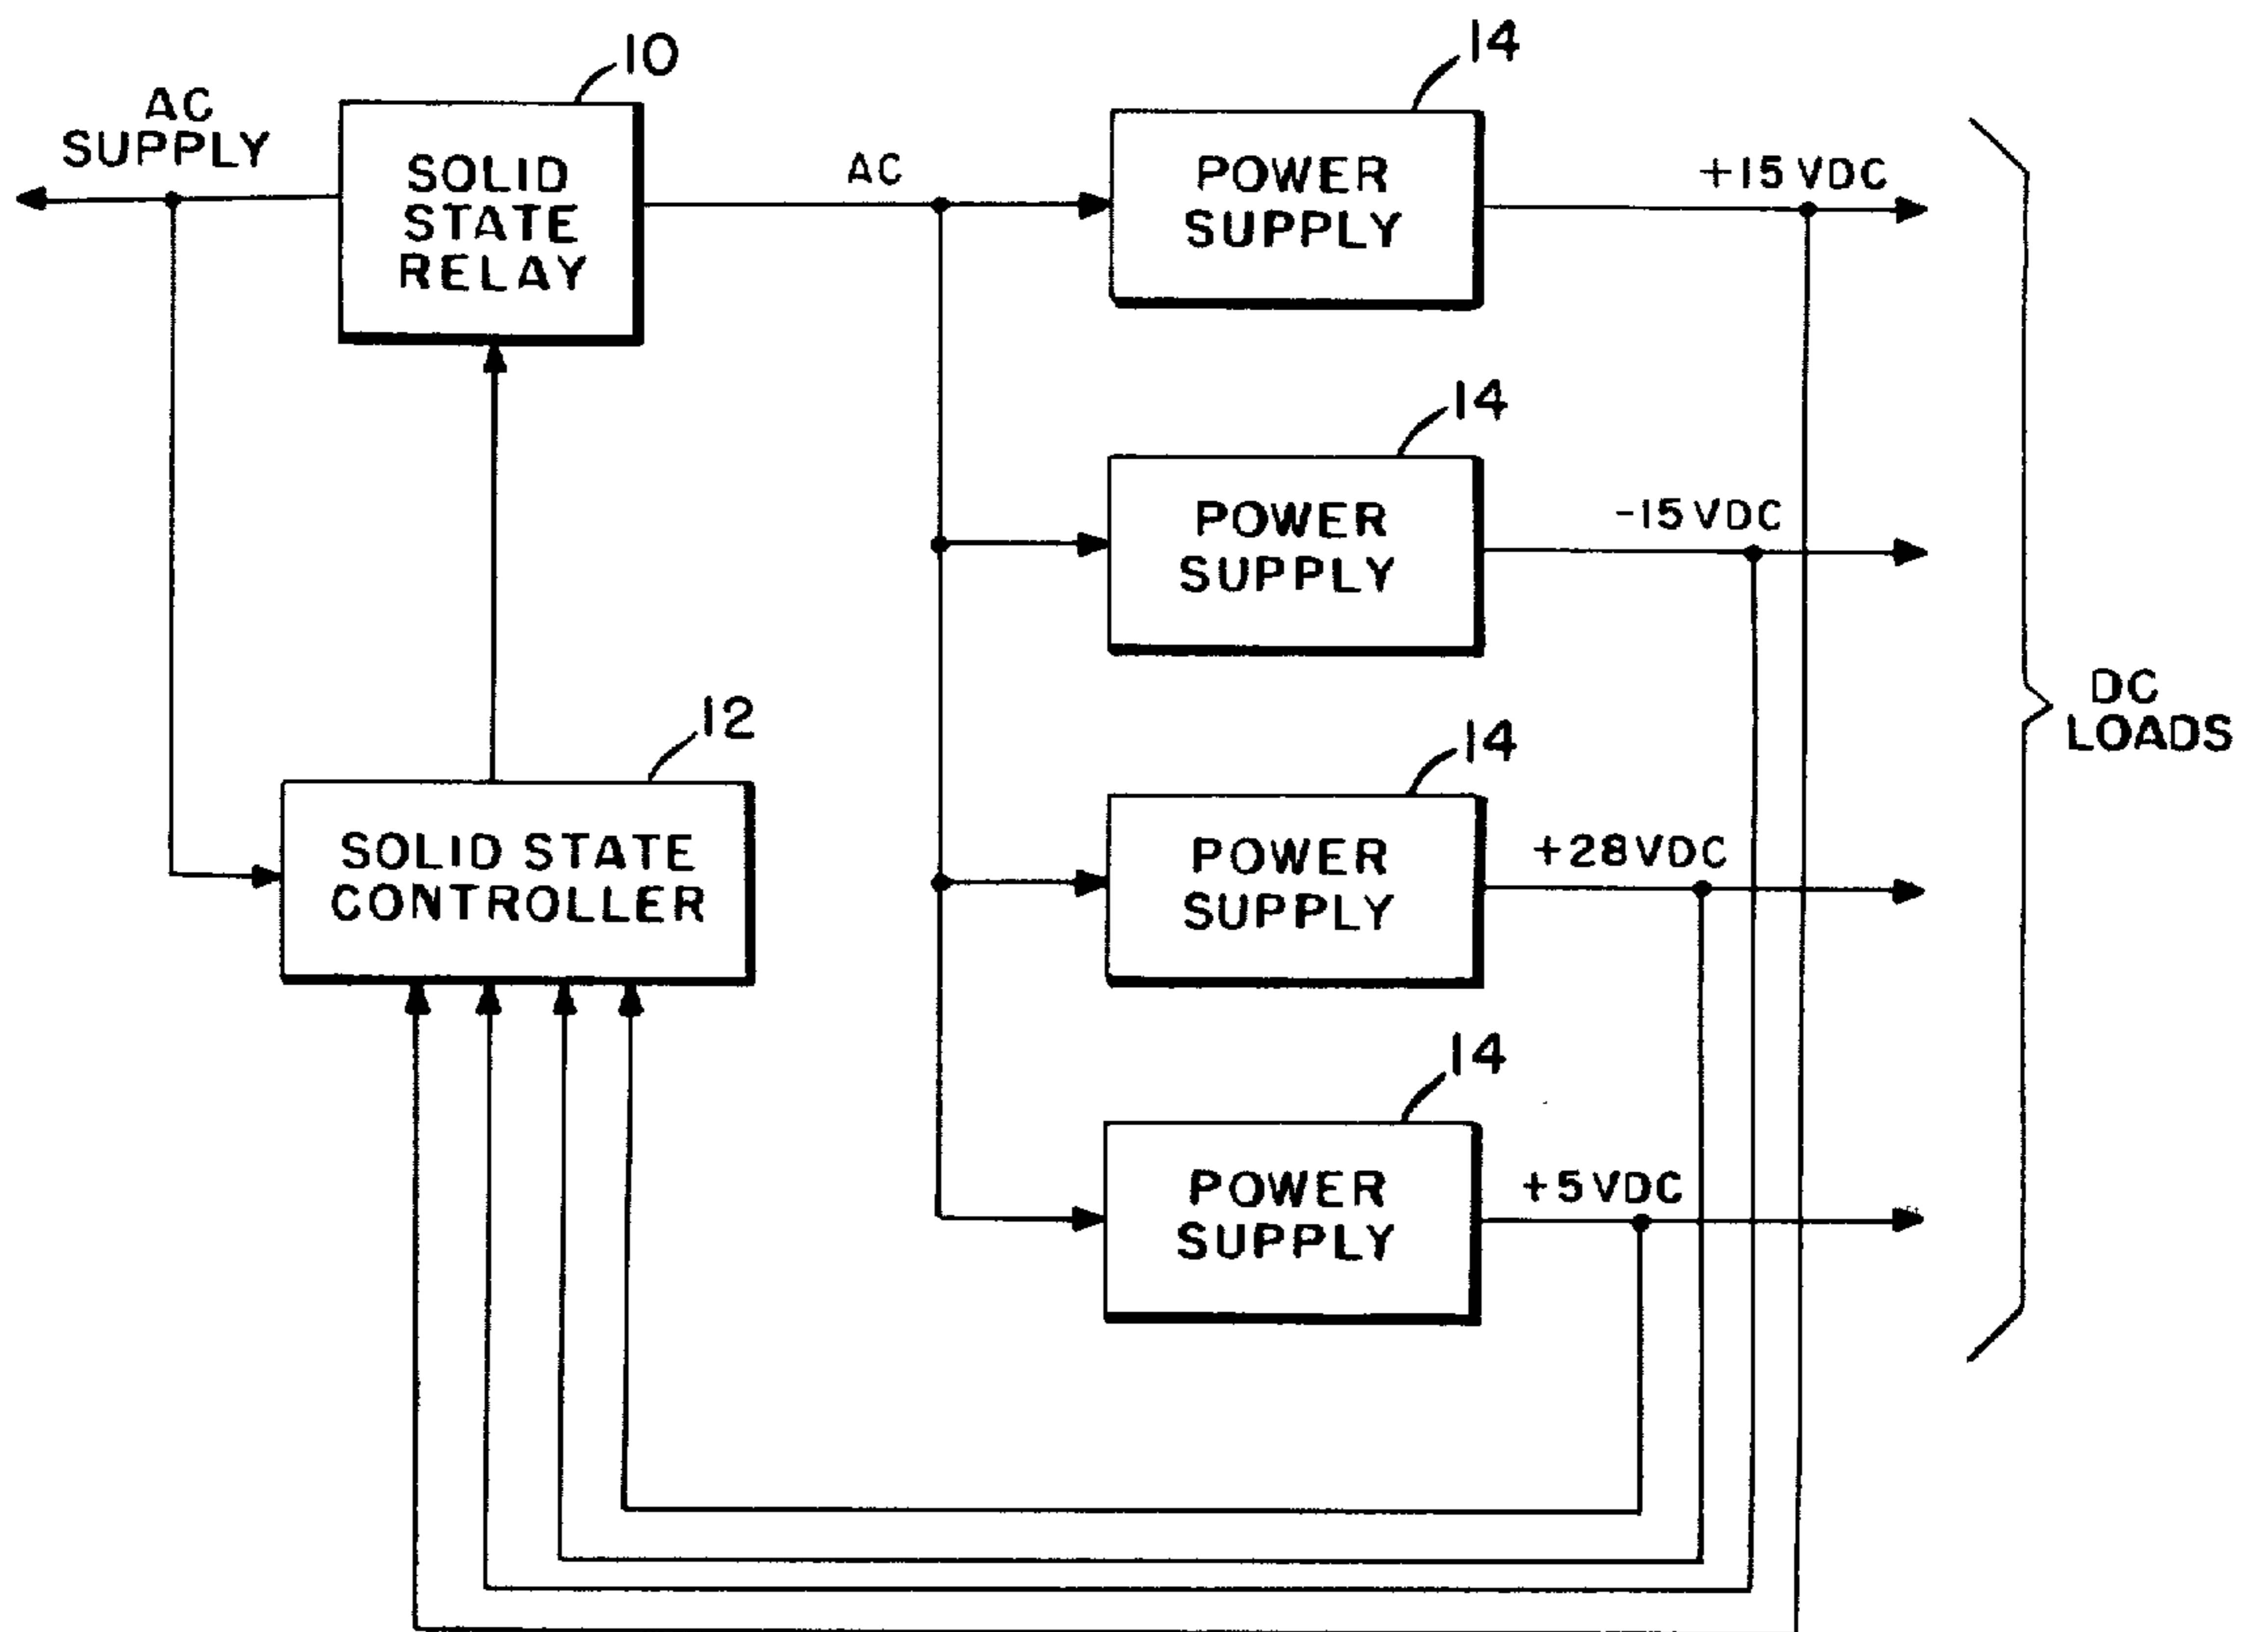 10
AC
SUPPLY
SOLID
STATE
RELAY
AC
14
POWER
SUPPLY
+15 VDC
14
POWER
SUPPLY
-15 VDC
DC
LOADS
12
SOLID STATE
CONTROLLER
14
POWER
SUPPLY
+28VDC
14
POWER
SUPPLY
+5VDC